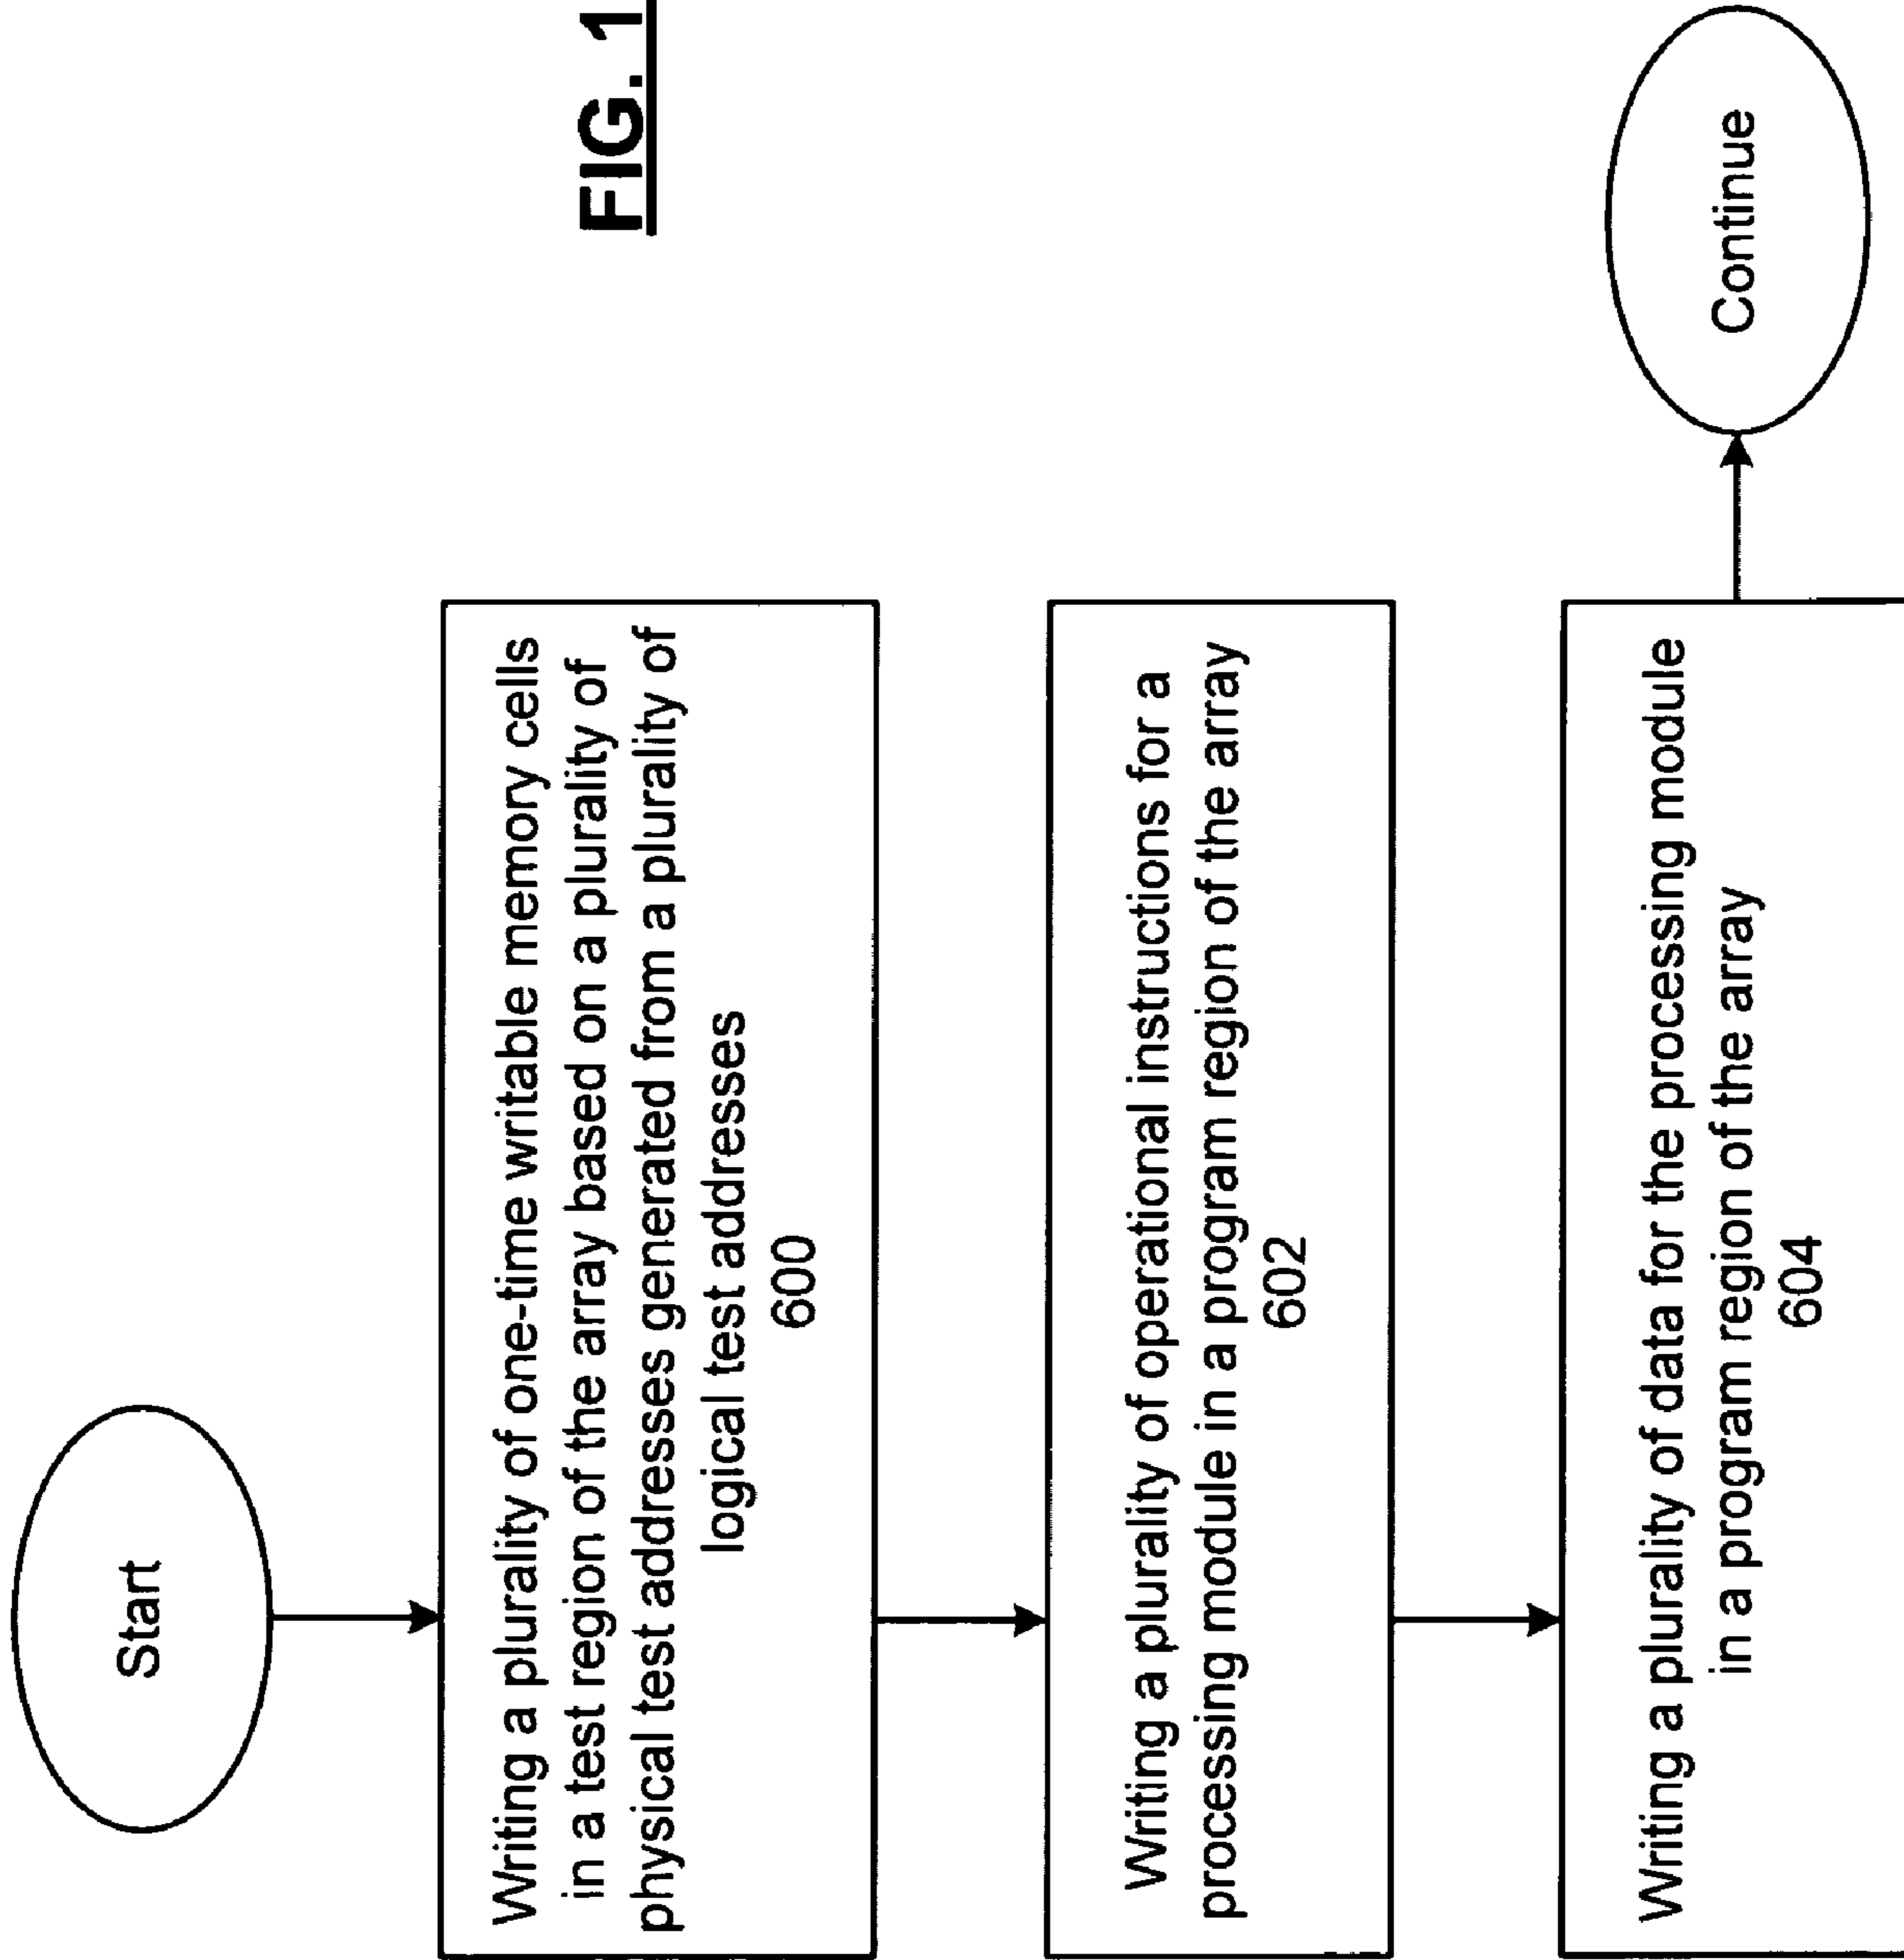 Start
Writing a plurality of one-time writable memory cells
in a test region of the array based on a plurality of
physical test addresses generated from a plurality of
logical test addresses
600
Writing a plurality of operational instructions for a
processing module in a program region of the array
602
Writing a plurality of data for the processing module
in a program region of the array
604
Continue
FIG. 1